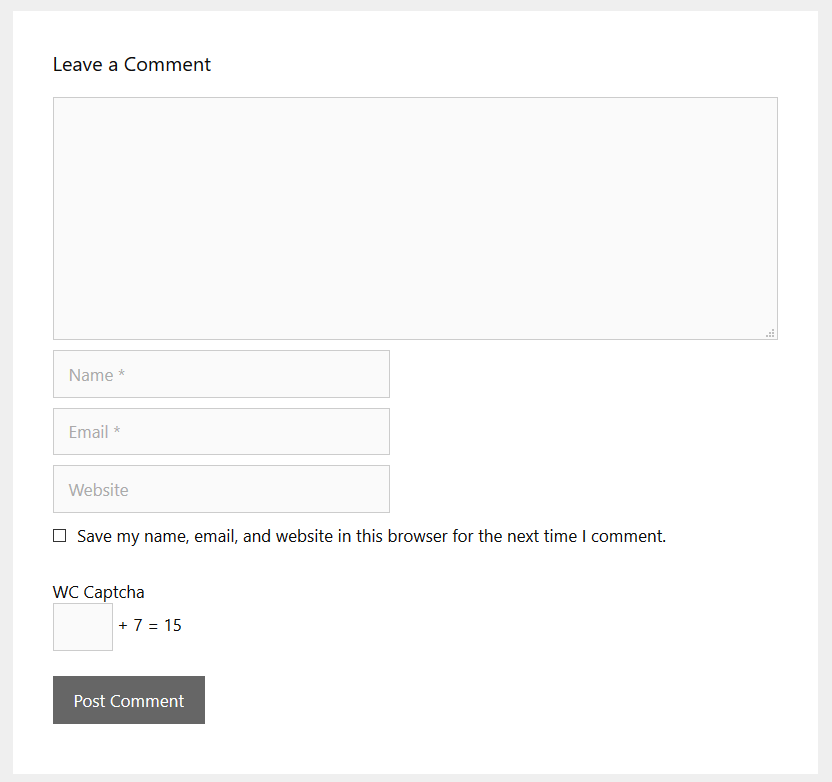 Leave a Comment
Name *
Email *
Website
Save my name, email, and website in this browser for the next time I comment.
WC Captcha
+ 7 = 15
Post Comment